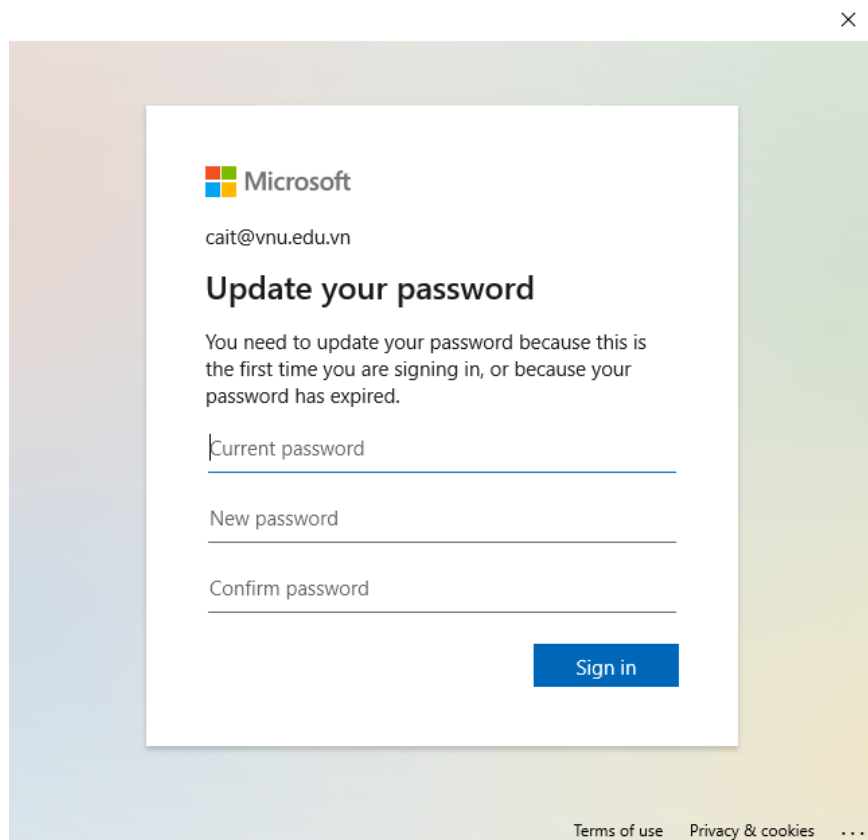 Microsoft
cait@vnu.edu.vn
Update your password
You need to update your password because this is
the first time you are signing in, or because your
password has expired.
Current password
New password
Confirm password
Sign in
Terms of use Privacy & cookies ...